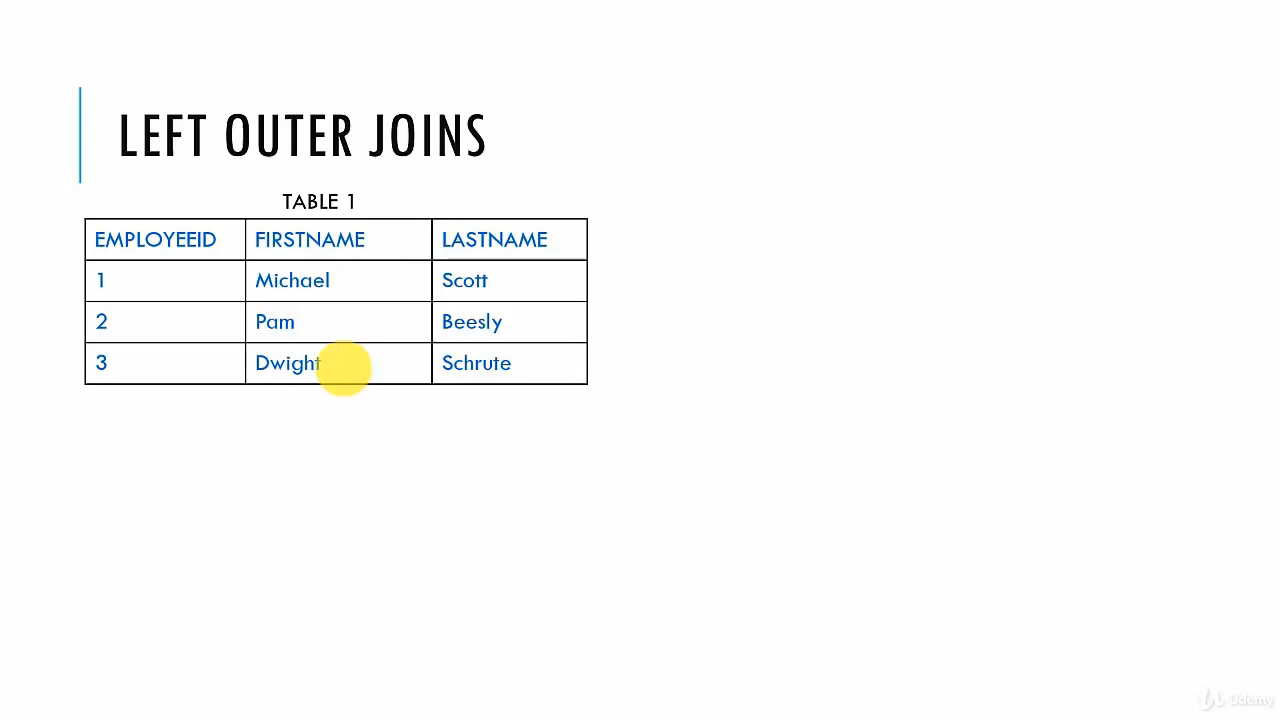 LEFT OUTER JOINS
TABLE 1
EMPLOYEEID FIRSTNAME LASTNAME
1 Michael Scott
2 Pam Beesly
3 Dwight Schrute
Udemy